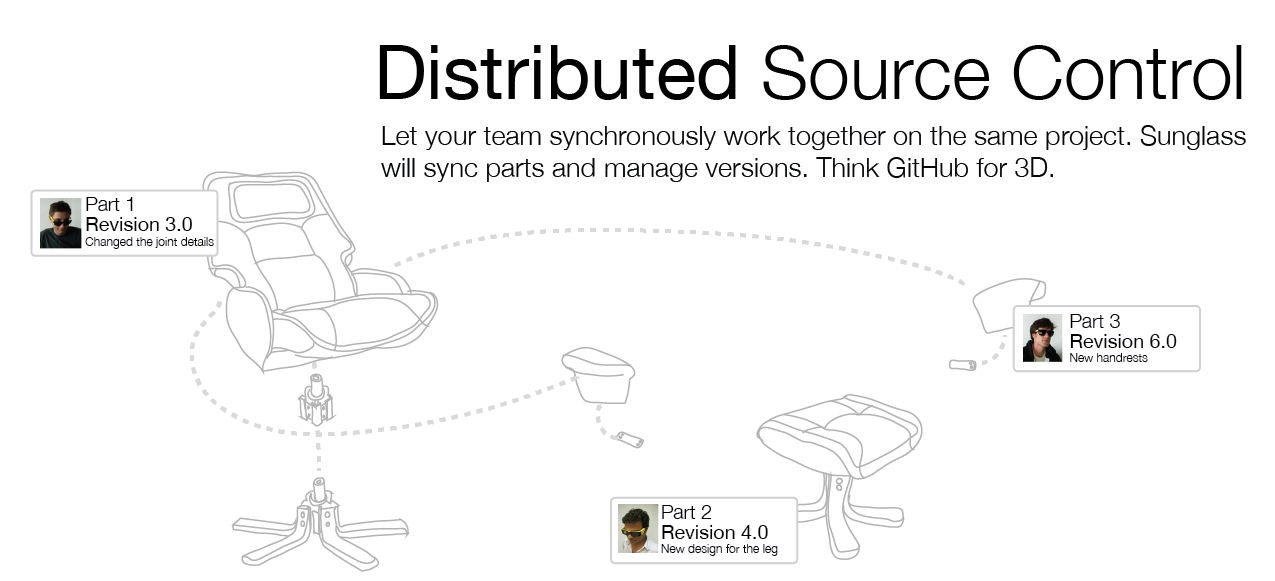 Distributed Source Control
Let your team synchronously work together on the same project. Sunglass
will sync parts and manage versions. Think GitHub for 3D.
Part 1
Revision 3.0
Changed the joint details
Part 3
Revision 6.0
New handrests
Part 2
Revision 4.0
New design for the leg